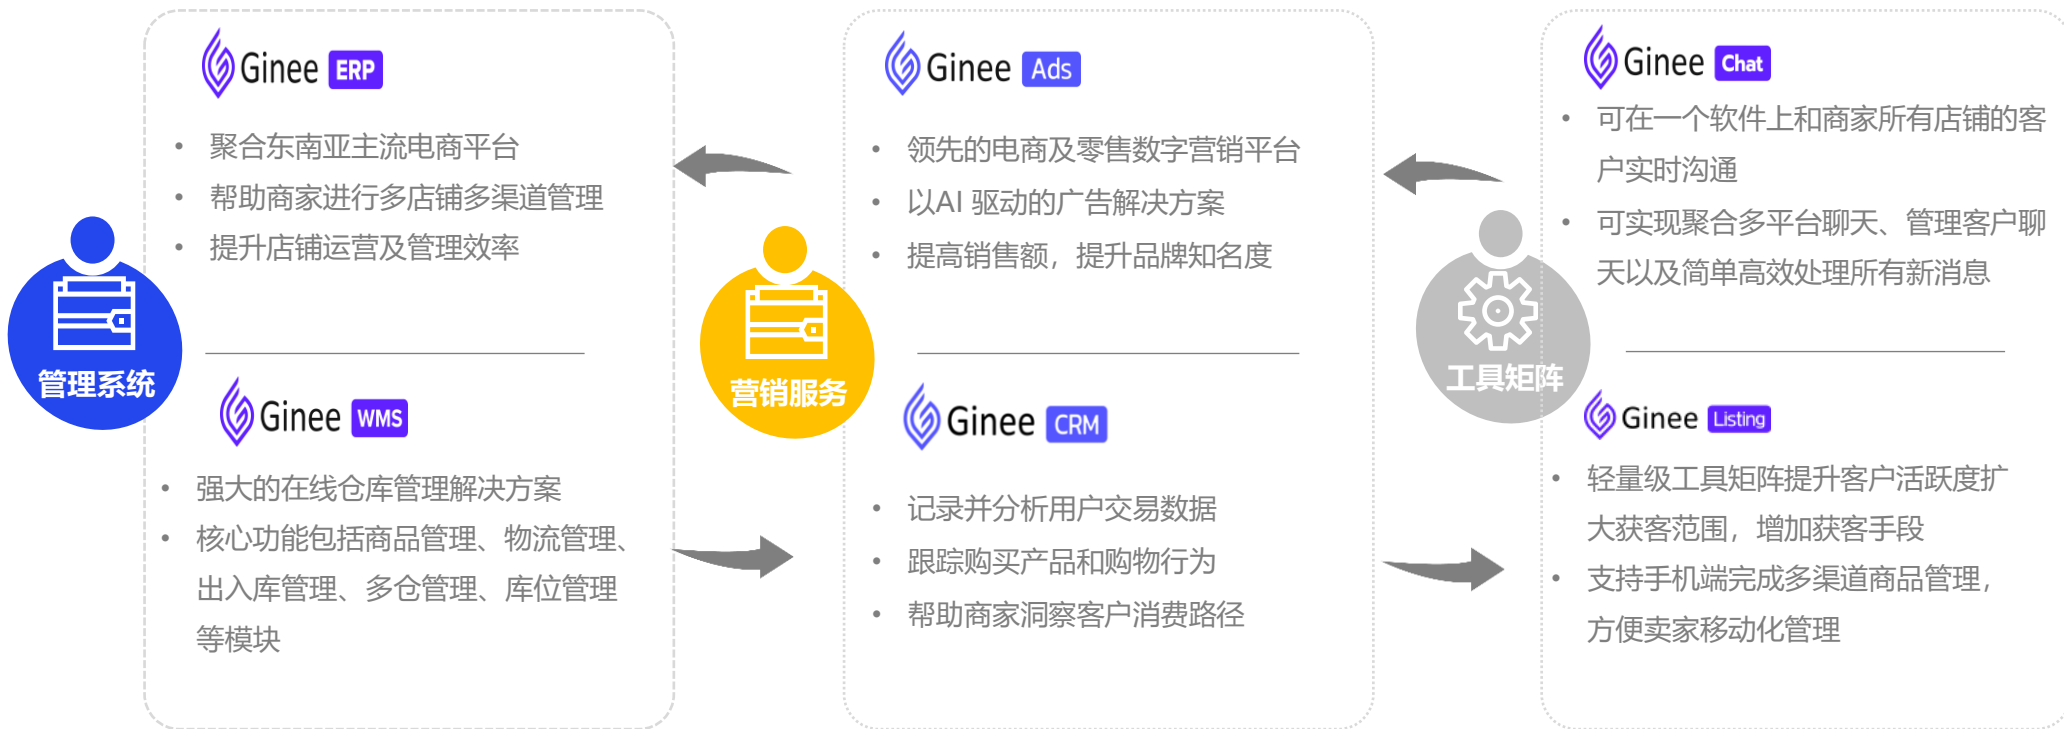 管理系统
Ginee ERP
• 聚合东南亚主流电商平台
• 帮助商家进行多店铺多渠道管理
• 提升店铺运营及管理效率
Ginee WMS
• 强大的在线仓库管理解决方案
• 核心功能包括商品管理、物流管理、
出入库管理、多仓管理、库位管理
等模块
营销服务
Ginee Ads
• 领先的电商及零售数字营销平台
• 以AI 驱动的广告解决方案
• 提高销售额，提升品牌知名度
Ginee CRM
• 记录并分析用户交易数据
• 跟踪购买产品和购物行为
• 帮助商家洞察客户消费路径
工具矩阵
Ginee Chat
• 可在一个软件上和商家所有店铺的客
户实时沟通
• 可实现聚合多平台聊天、管理客户聊
天以及简单高效处理所有新消息
Ginee Listing
• 轻量级工具矩阵提升客户活跃度扩
大获客范围，增加获客手段
• 支持手机端完成多渠道商品管理，
方便卖家移动化管理